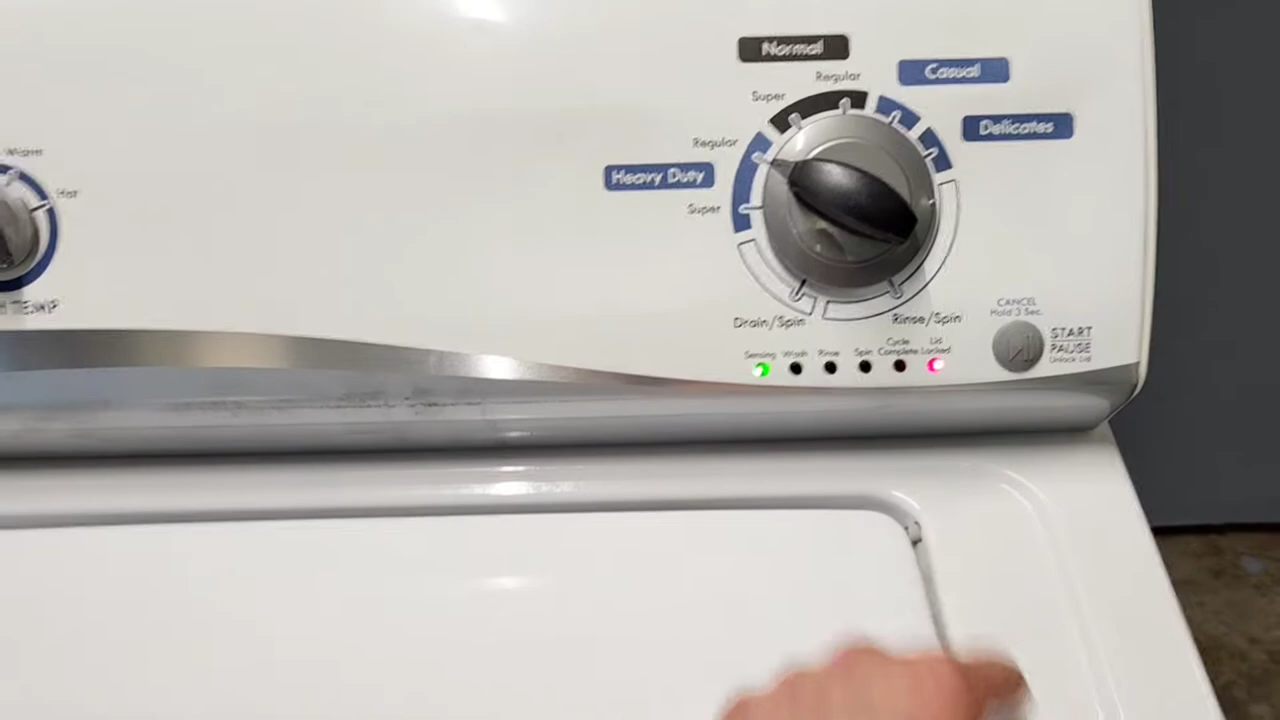 Normal
Regular
Casual
Super
Delicates
Regular
Heavy Duty
Super
Warm
Hot
TEMP
Drain/Spin
Rinse/Spin
CANCEL
Hold 3 Sec.
START
PAUSE
Unlock Lid
Sensing
Wash
Rinse
Spin
Cycle
Complete
Lid
Locked